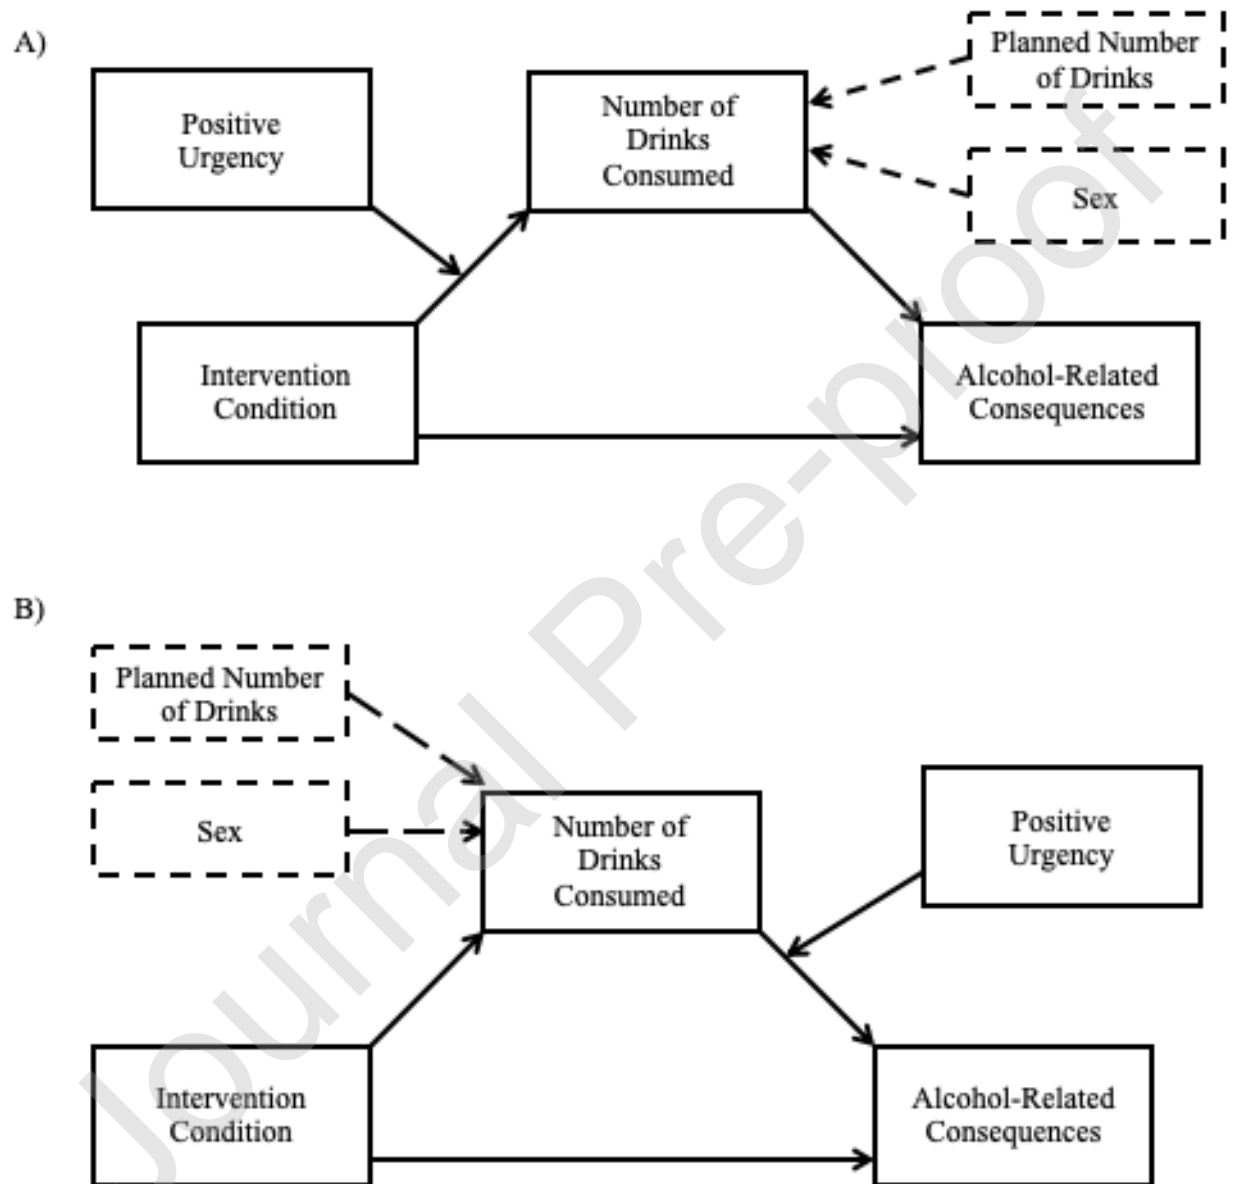 A)
Positive
Urgency
Number of
Drinks
Consumed
Planned Number
of Drinks
Sex
Intervention
Condition
Alcohol-Related
Consequences
B)
Planned Number
of Drinks
Sex
Number of
Drinks
Consumed
Positive
Urgency
Intervention
Condition
Alcohol-Related
Consequences
Journal Pre-proof